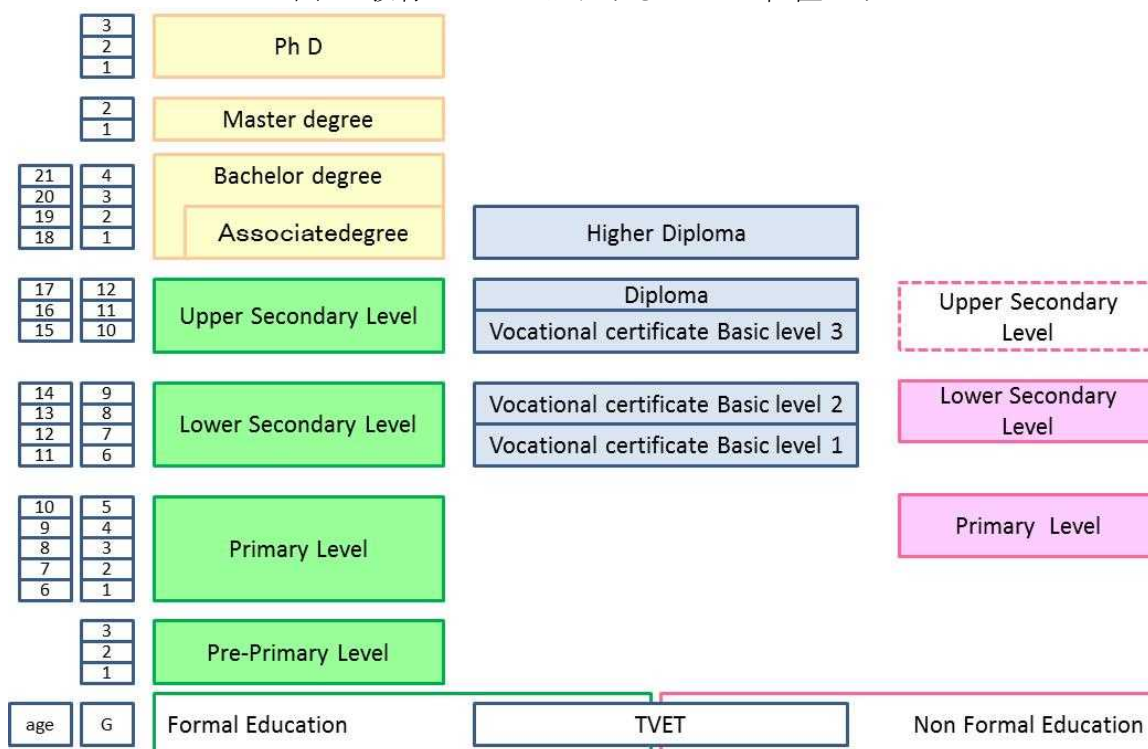 3
2
1
Ph D
2
1
Master degree
21 4
20 3
19 2
18 1
Bachelor degree
Associatedegree
Higher Diploma
17 12
16 11
15 10
Upper Secondary Level
Diploma
Vocational certificate Basic level 3
Upper Secondary
Level
14 9
13 8
12 7
11 6
Lower Secondary Level
Vocational certificate Basic level 2
Vocational certificate Basic level 1
Lower Secondary
Level
10 5
9 4
8 3
7 2
6 1
Primary Level
Primary Level
3
2
1
Pre-Primary Level
age G Formal Education TVET Non Formal Education